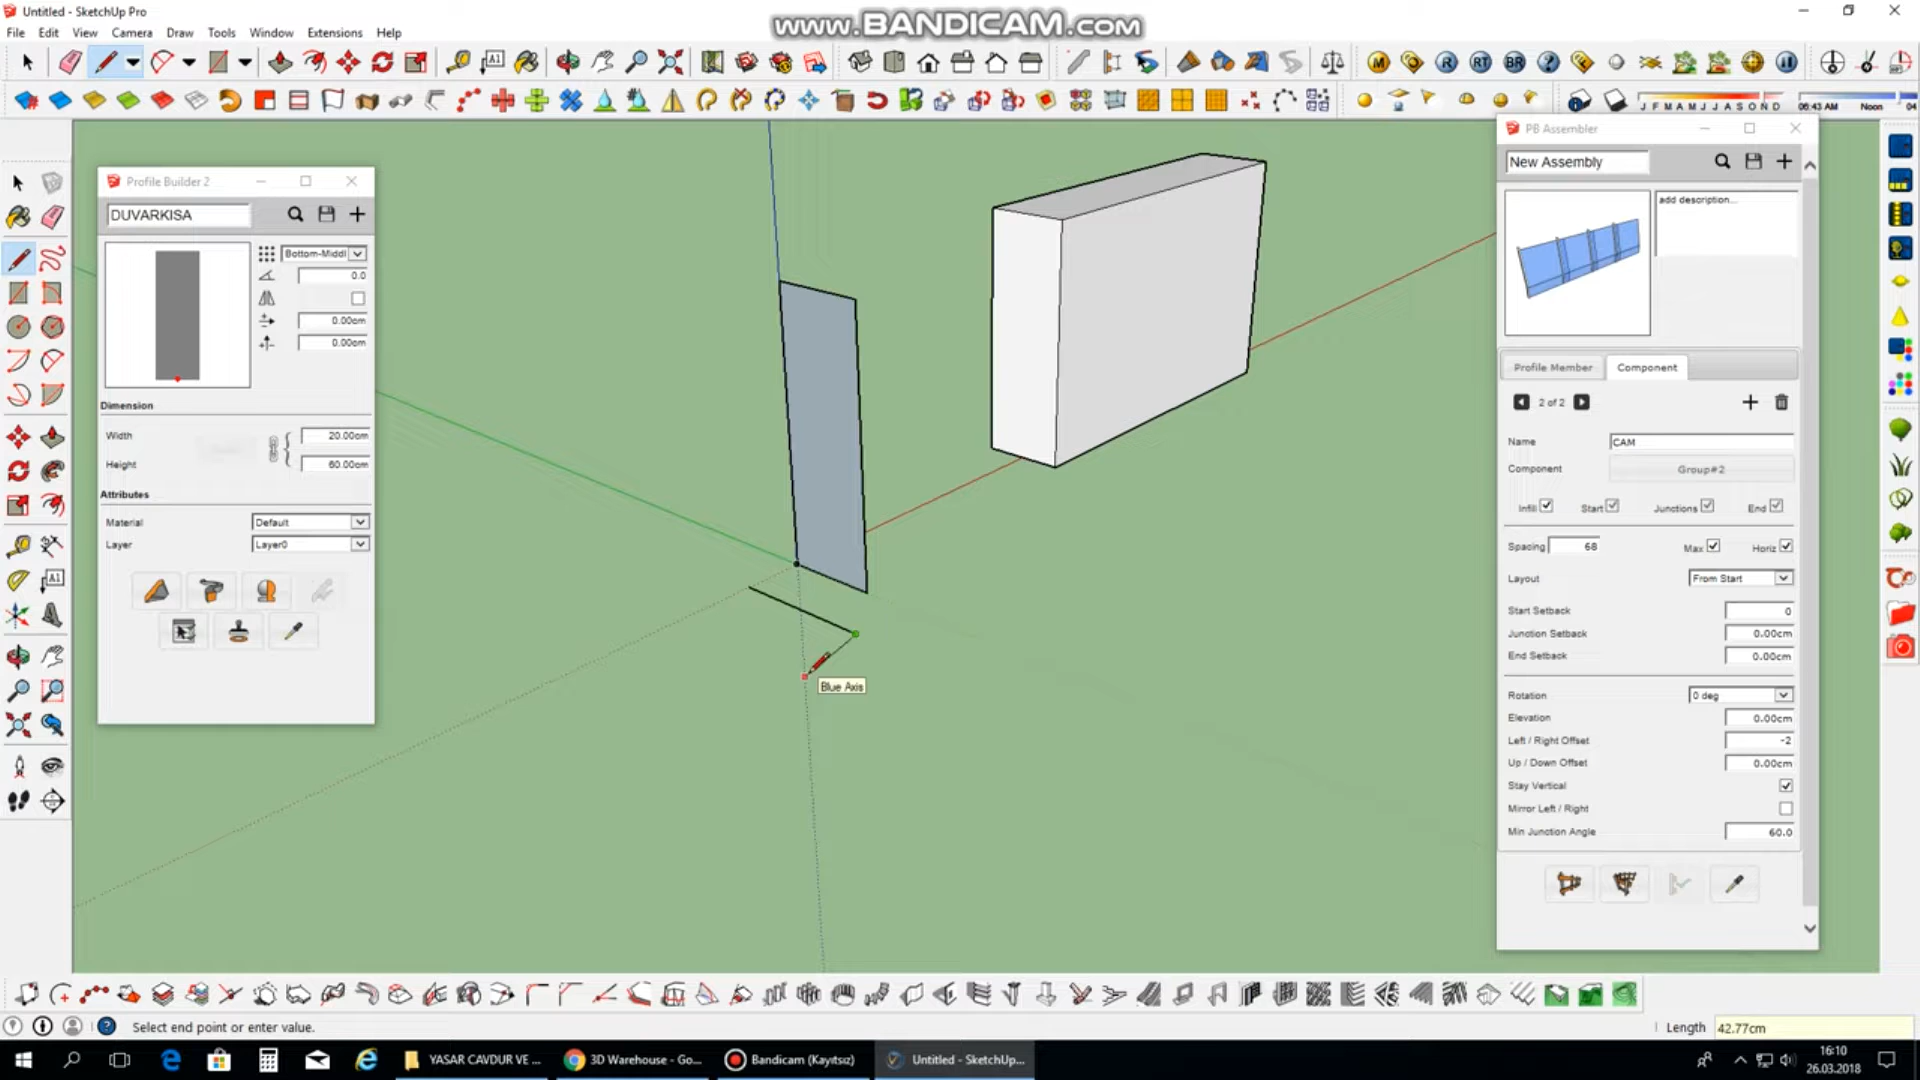 Untitled - SketchUp Pro
www.BANDICAM.com
File Edit View Camera Draw Tools Window Extensions Help
J F M A M J J A S O N D
06:43 AM Noon 04
Profile Builder 2
DUVARKISA
Bottom-Middl
0.0
0.00cm
0.00cm
Dimension
Width 20.00cm
Height 60.00cm
Attributes
Material Default
Layer Layer0
Blue Axis
PB Assembler
New Assembly
add description...
Profile Member Component
2 of 2
Name CAM
Component Group#2
Infill Start Junctions End
Spacing 68 Max Horiz
Layout From Start
Start Setback 0
Junction Setback 0.00cm
End Setback 0.00cm
Rotation 0 deg
Elevation 0.00cm
Left / Right Offset -2
Up / Down Offset 0.00cm
Stay Vertical
Mirror Left / Right
Min Junction Angle 60.0
Select end point or enter value.
Length 42.77cm
YASAR CAVDUR VE ...
3D Warehouse - Go...
Bandicam (Kayıtsız)
Untitled - SketchUp...
16:10
26.03.2018